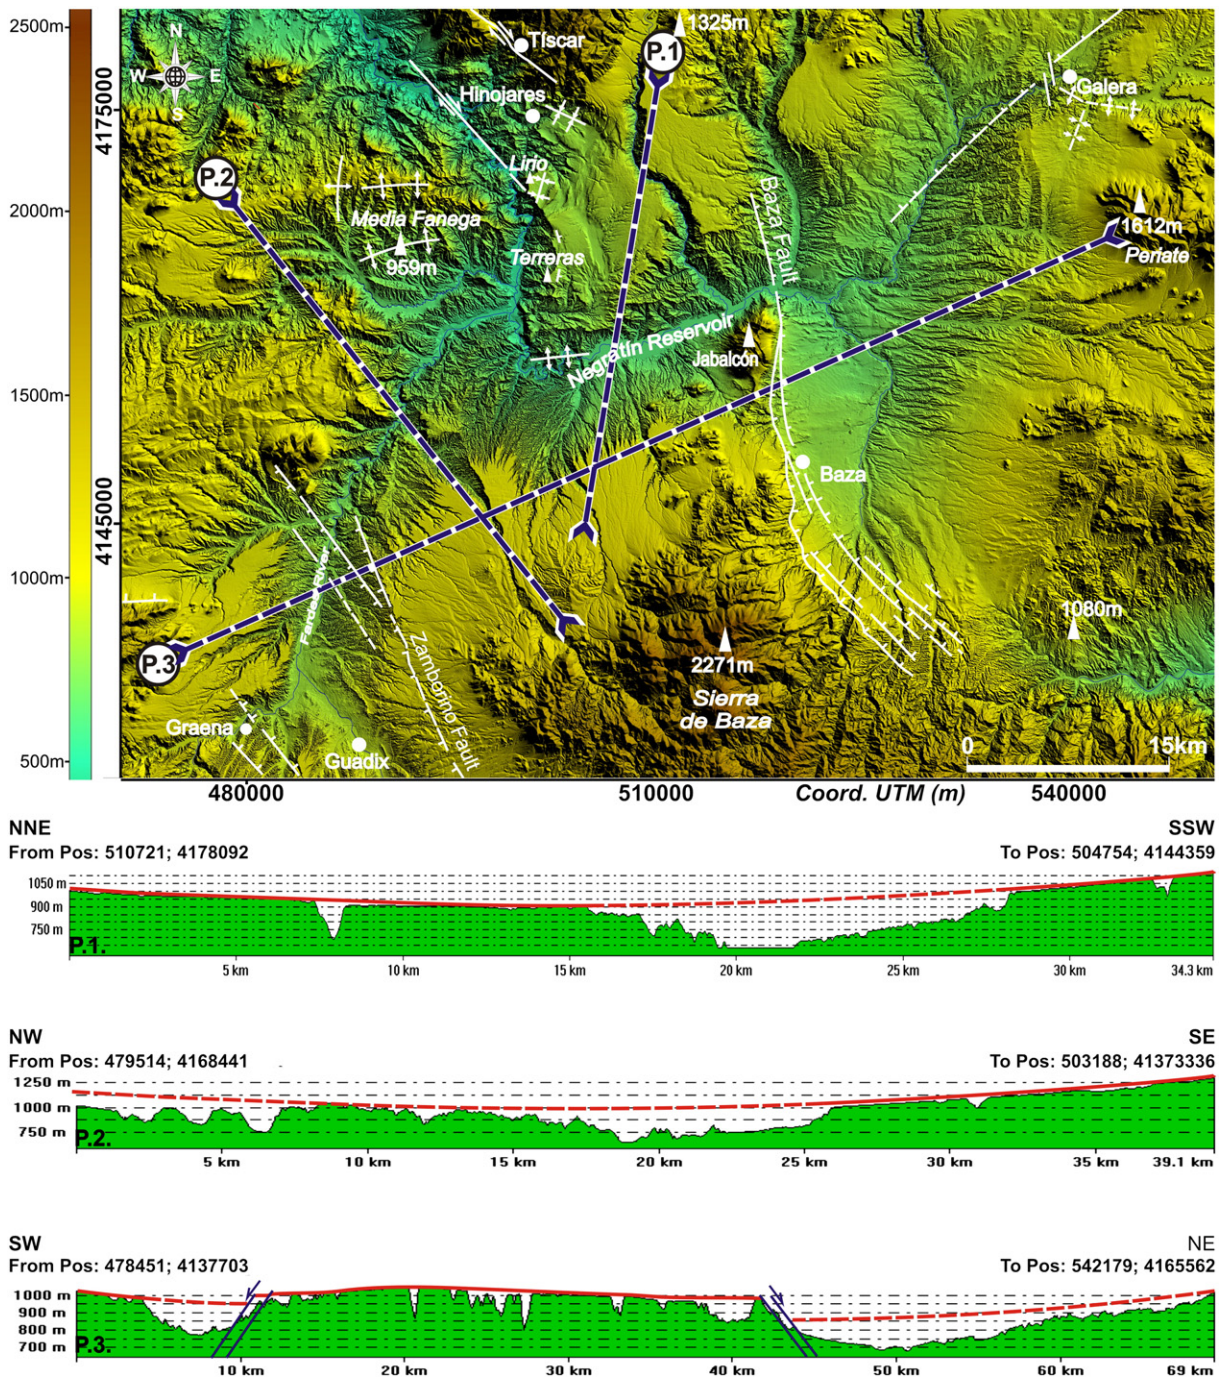 2500m
2000m
1500m
1000m
500m
4175000
4145000
N
W E
S
Tíscar
P.1
1325m
Hinojares
Galera
P.2
Lirio
Media Fanega
959m
Terreras
Baza Fault
1612m
Periate
Negratín Reservoir
Jabalcón
Baza
Fardes River
P.3
Zamborino Fault
1080m
2271m
Sierra
de Baza
Graena
Guadix
0 15km
480000 510000 Coord. UTM (m) 540000
NNE SSW
From Pos: 510721; 4178092 To Pos: 504754; 4144359
1050 m
900 m
750 m
P.1.
5 km 10 km 15 km 20 km 25 km 30 km 34.3 km
NW SE
From Pos: 479514; 4168441 To Pos: 503188; 41373336
1250 m
1000 m
750 m
P.2.
5 km 10 km 15 km 20 km 25 km 30 km 35 km 39.1 km
SW NE
From Pos: 478451; 4137703 To Pos: 542179; 4165562
1000 m
900 m
800 m
700 m
P.3.
10 km 20 km 30 km 40 km 50 km 60 km 69 km